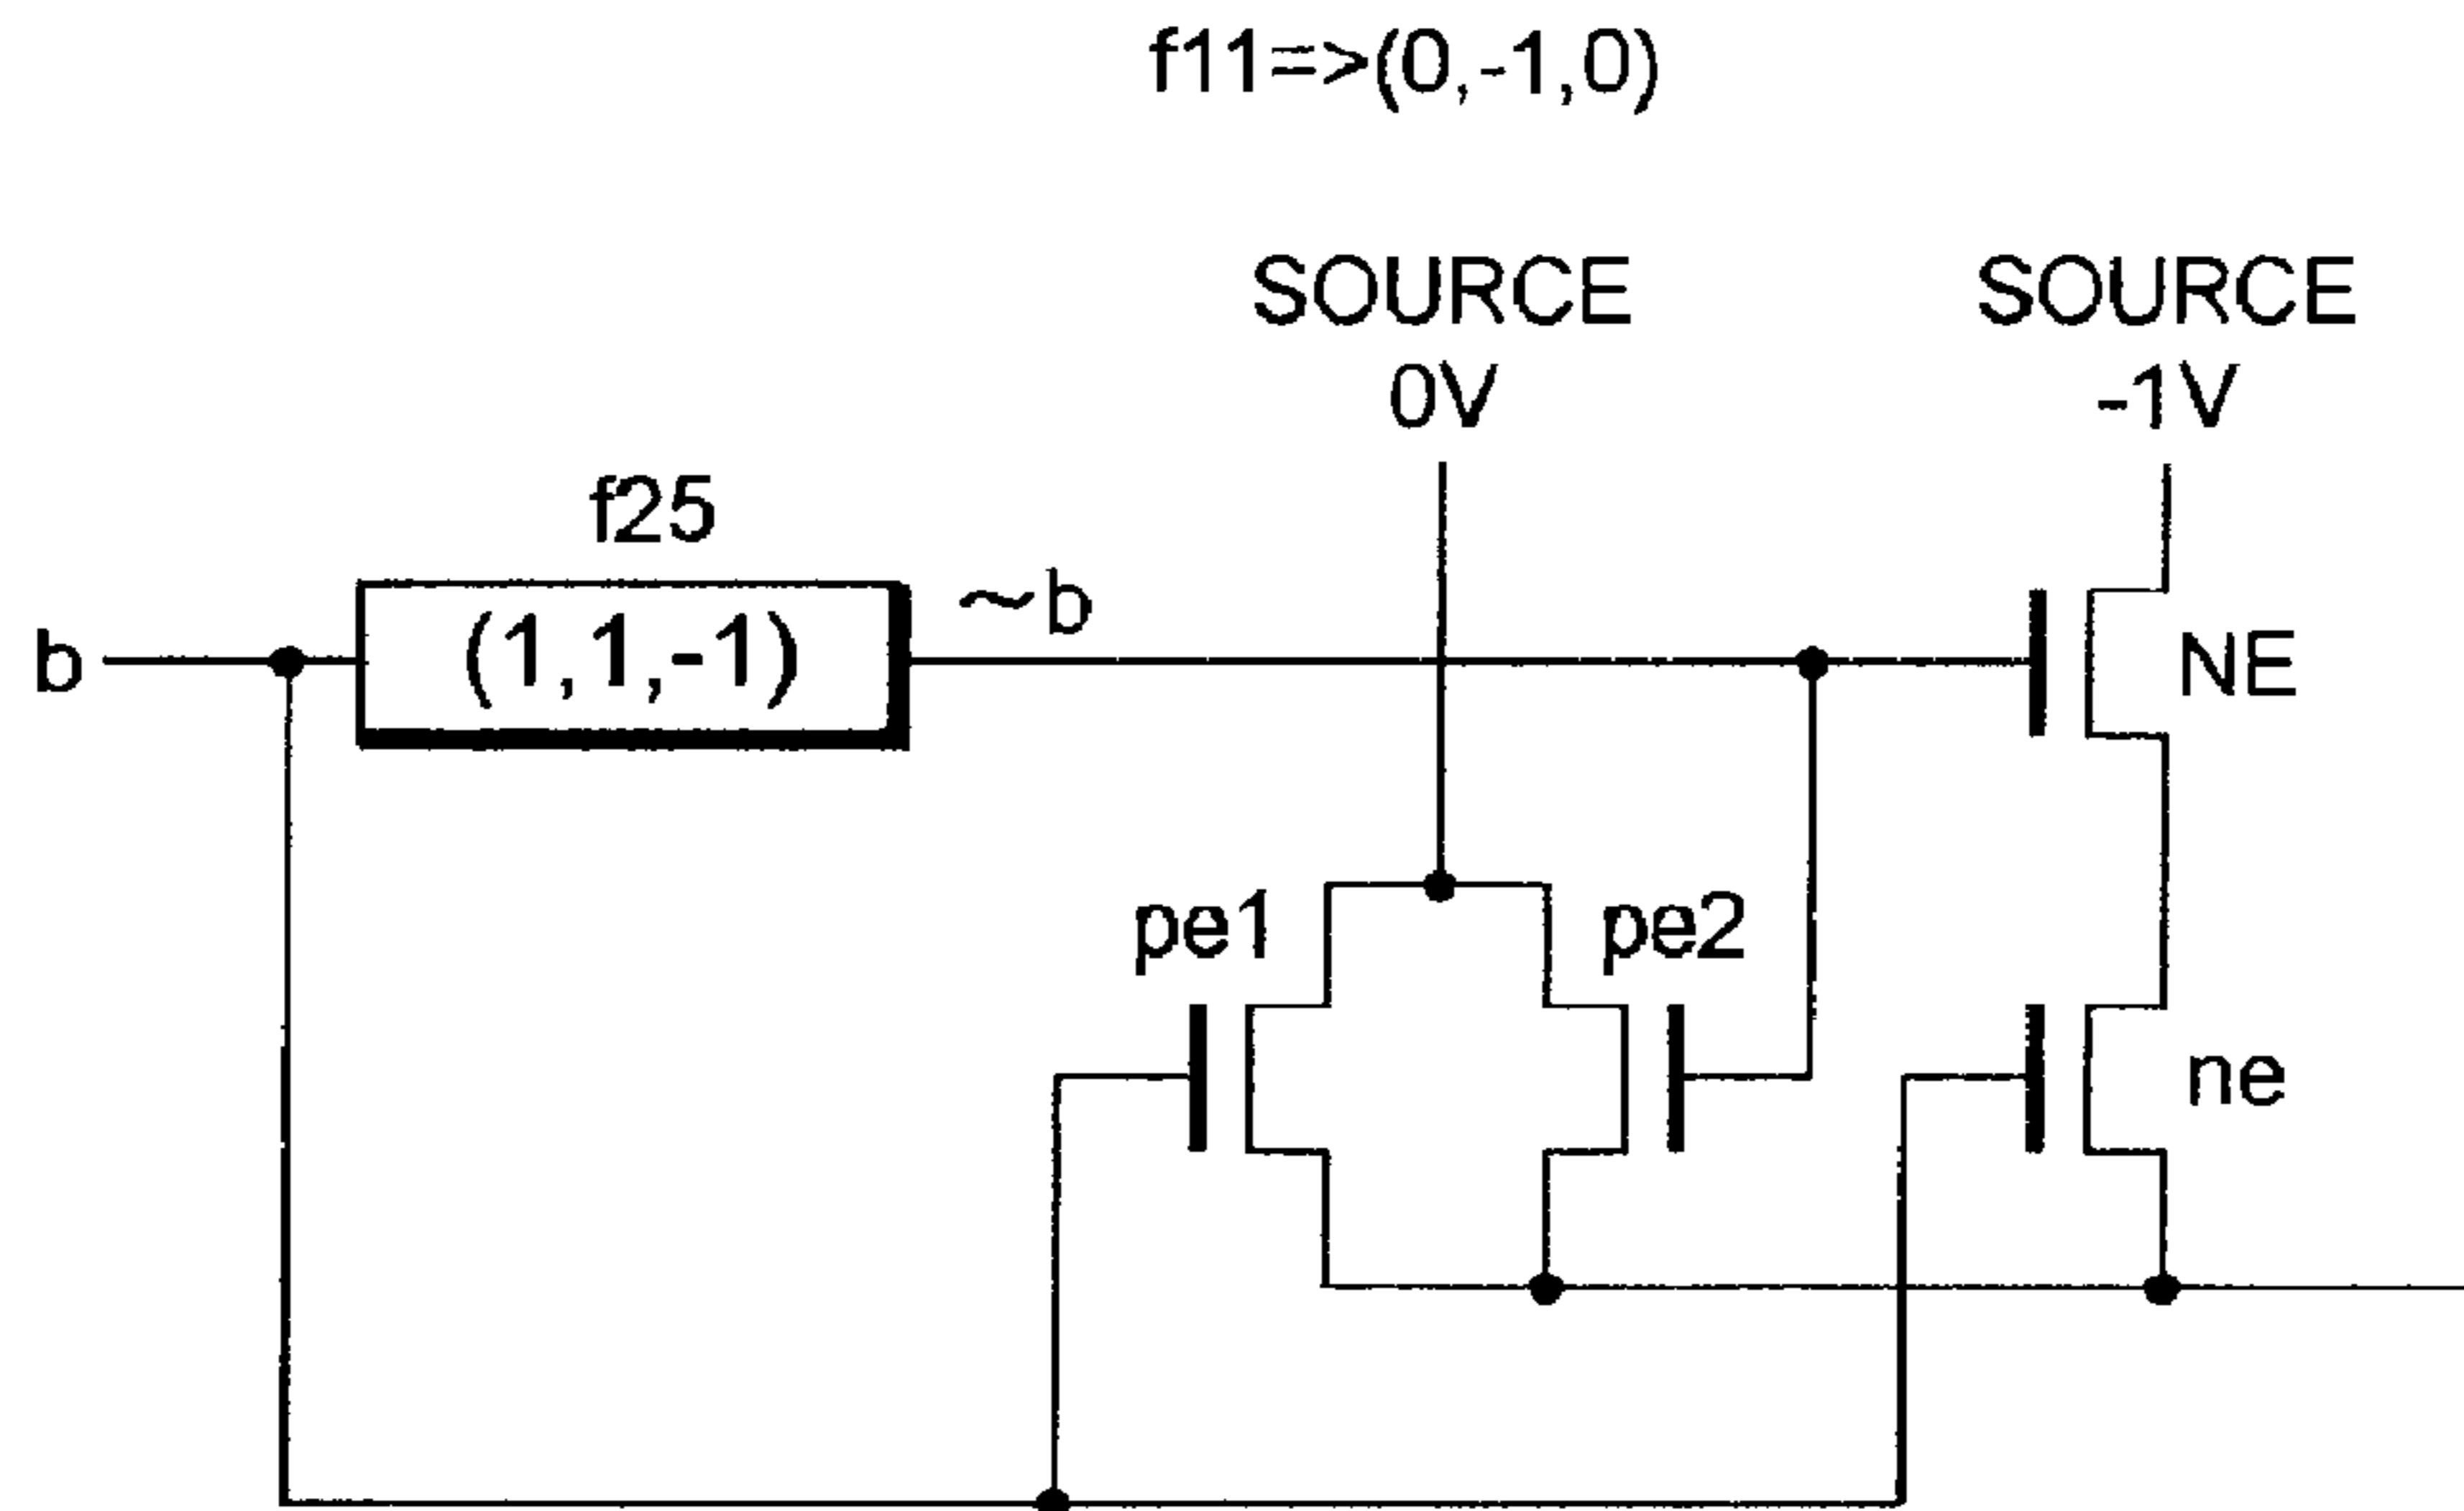 f11=>(0,-1,0)
SOURCE
0V
SOURCE
-1V
f25
(1,1,-1)
~b
b
NE
pe1
pe2
ne